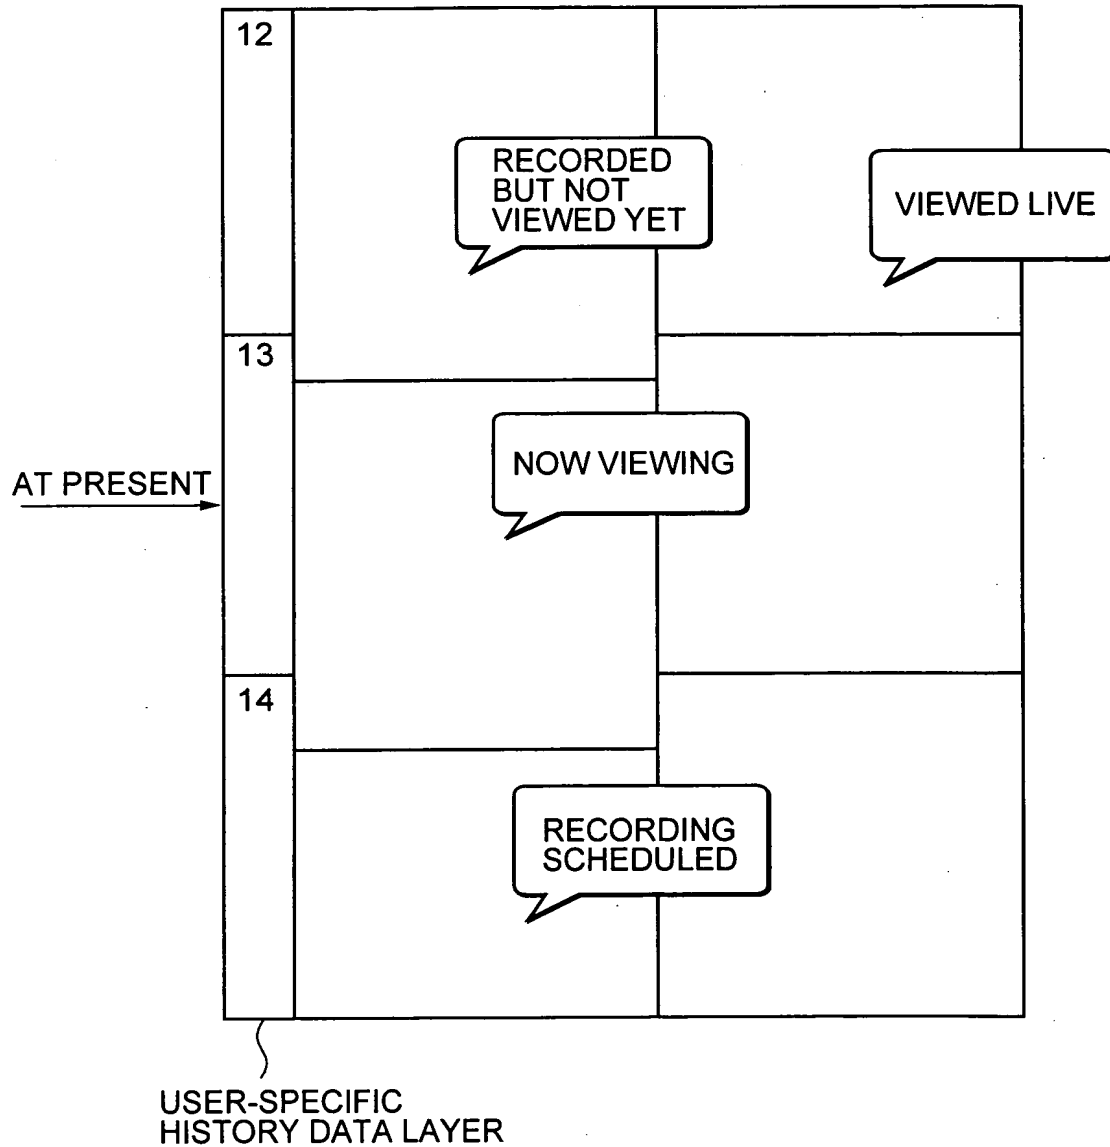 12
RECORDED
BUT NOT
VIEWED YET
VIEWED LIVE
13
NOW VIEWING
AT PRESENT
14
RECORDING
SCHEDULED
USER-SPECIFIC
HISTORY DATA LAYER